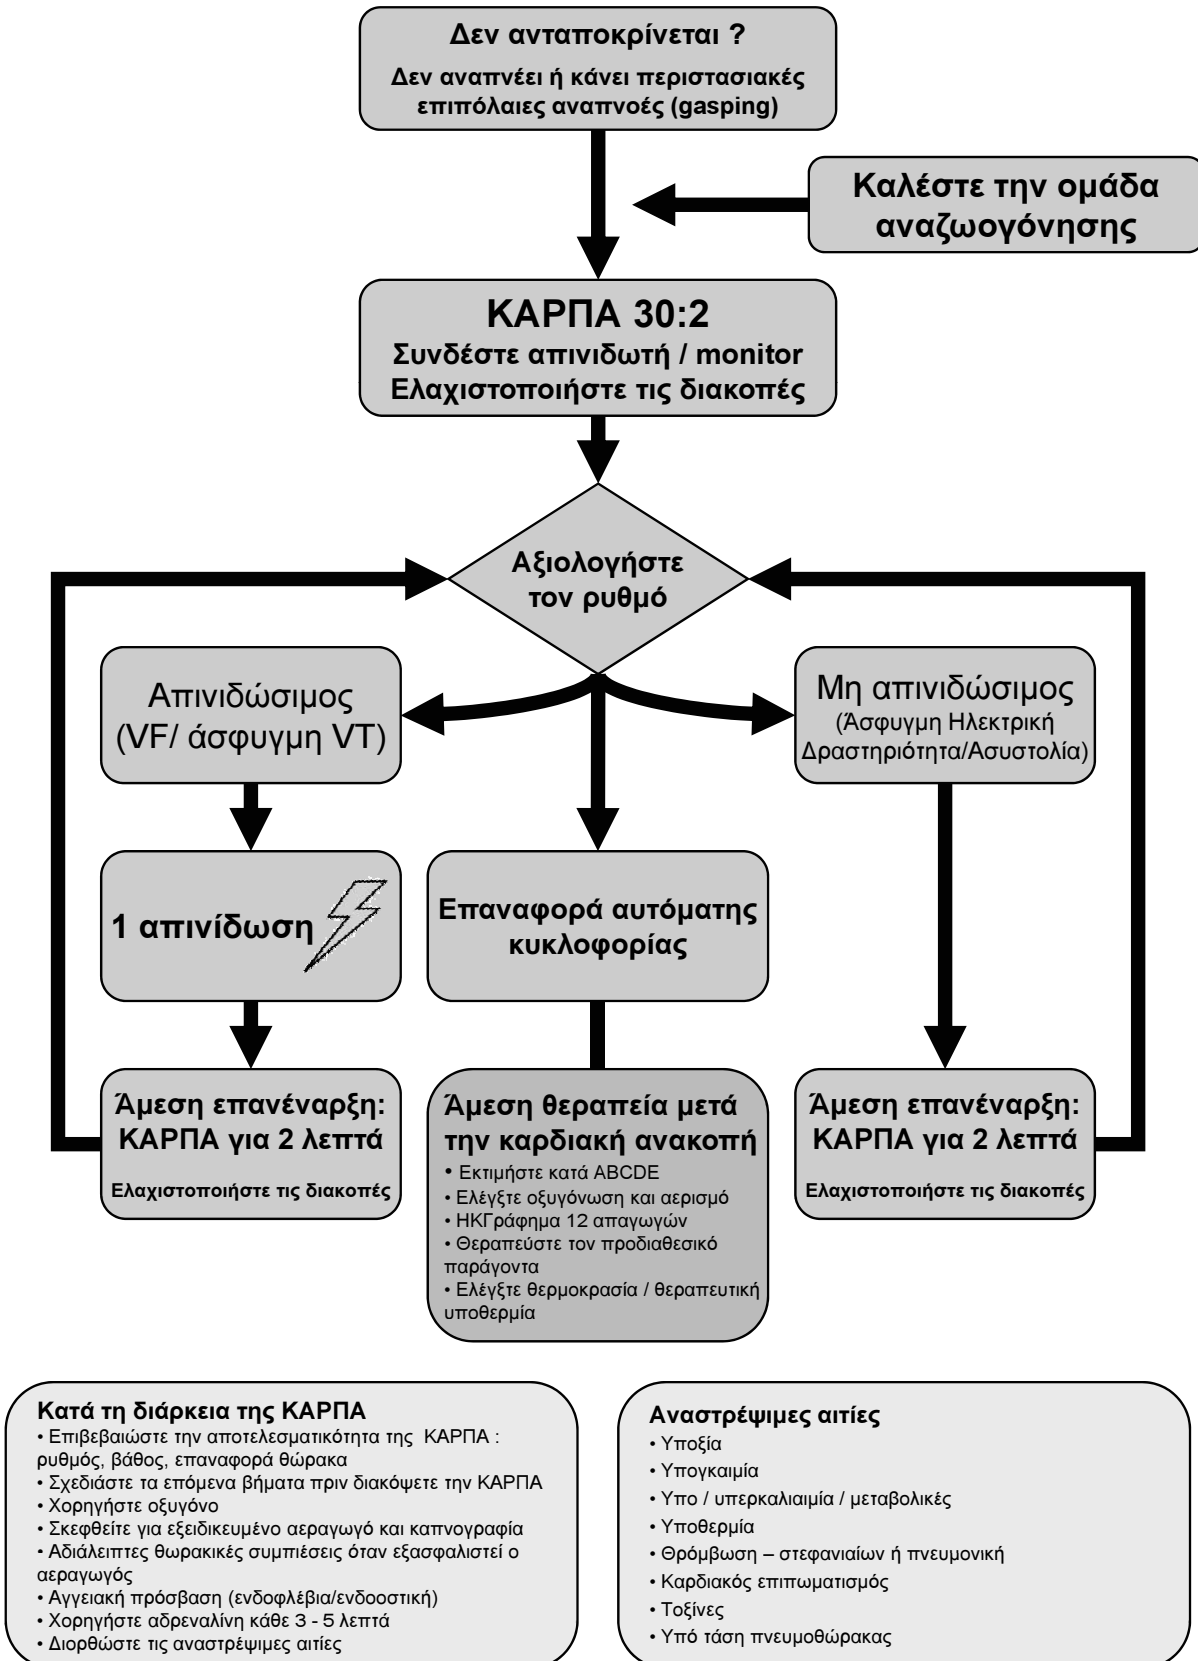 Δεν ανταποκρίνεται ?
Δεν αναπνέει ή κάνει περιστασιακές
επιπόλαιες αναπνοές (gasping)
Καλέστε την ομάδα
αναζωογόνησης
ΚΑΡΠΑ 30:2
Συνδέστε απινιδωτή / monitor
Ελαχιστοποιήστε τις διακοπές
Αξιολογήστε
τον ρυθμό
Απινιδώσιμος
(VF/ άσφυγμη VT)
Μη απινιδώσιμος
(Άσφυγμη Ηλεκτρική
Δραστηριότητα/Ασυστολία)
1 απινίδωση
Επαναφορά αυτόματης
κυκλοφορίας
Άμεση επανέναρξη:
ΚΑΡΠΑ για 2 λεπτά
Ελαχιστοποιήστε τις διακοπές
Άμεση θεραπεία μετά
την καρδιακή ανακοπή
• Εκτιμήστε κατά ABCDE
• Ελέγξτε οξυγόνωση και αερισμό
• ΗΚΓράφημα 12 απαγωγών
• Θεραπεύστε τον προδιαθεσικό
παράγοντα
• Ελέγξτε θερμοκρασία / θεραπευτική
υποθερμία
Άμεση επανέναρξη:
ΚΑΡΠΑ για 2 λεπτά
Ελαχιστοποιήστε τις διακοπές
Κατά τη διάρκεια της ΚΑΡΠΑ
• Επιβεβαιώστε την αποτελεσματικότητα της ΚΑΡΠΑ :
ρυθμός, βάθος, επαναφορά θώρακα
• Σχεδιάστε τα επόμενα βήματα πριν διακόψετε την ΚΑΡΠΑ
• Χορηγήστε οξυγόνο
• Σκεφθείτε για εξειδικευμένο αεραγωγό και καπνογραφία
• Αδιάλειπτες θωρακικές συμπιέσεις όταν εξασφαλιστεί ο
αεραγωγός
• Αγγειακή πρόσβαση (ενδοφλέβια/ενδοοστική)
• Χορηγήστε αδρεναλίνη κάθε 3 - 5 λεπτά
• Διορθώστε τις αναστρέψιμες αιτίες
Αναστρέψιμες αιτίες
• Υποξία
• Υπογκαιμία
• Υπο / υπερκαλιαιμία / μεταβολικές
• Υποθερμία
• Θρόμβωση – στεφανιαίων ή πνευμονική
• Καρδιακός επιπωματισμός
• Τοξίνες
• Υπό τάση πνευμοθώρακας